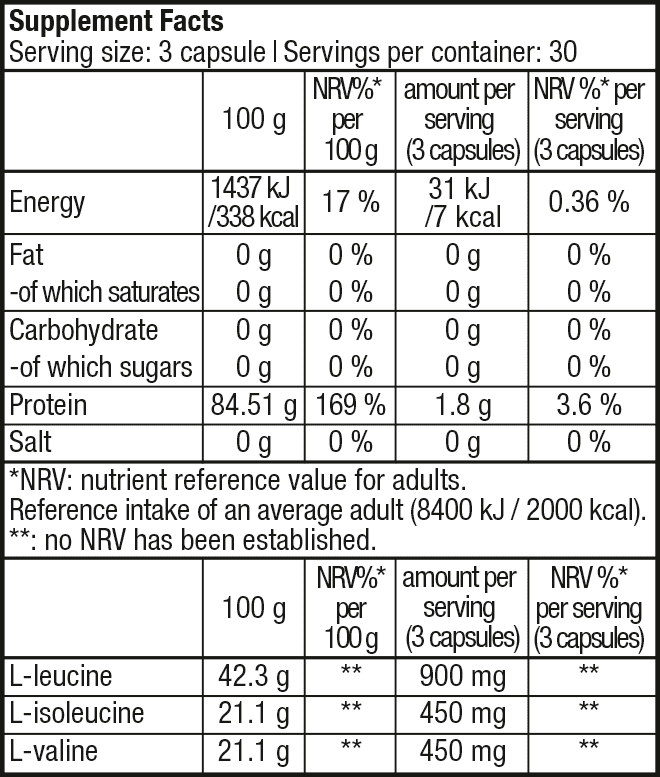 Supplement Facts
Serving size: 3 capsule | Servings per container: 30
100 g
NRV%*
per
100 g
amount per
serving
(3 capsules)
NRV %* per
serving
(3 capsules)
Energy
1437 kJ
/338 kcal
17 %
31 kJ
/7 kcal
0.36 %
Fat 0 g 0 % 0 g 0 %
-of which saturates 0 g 0 % 0 g 0 %
Carbohydrate 0 g 0 % 0 g 0 %
-of which sugars 0 g 0 % 0 g 0 %
Protein 84.51 g 169 % 1.8 g 3.6 %
Salt 0 g 0 % 0 g 0 %
*NRV: nutrient reference value for adults.
Reference intake of an average adult (8400 kJ / 2000 kcal).
**: no NRV has been established.
100 g
NRV%*
per
100 g
amount per
serving
(3 capsules)
NRV %*
per serving
(3 capsules)
L-leucine 42.3 g ** 900 mg **
L-isoleucine 21.1 g ** 450 mg **
L-valine 21.1 g ** 450 mg **